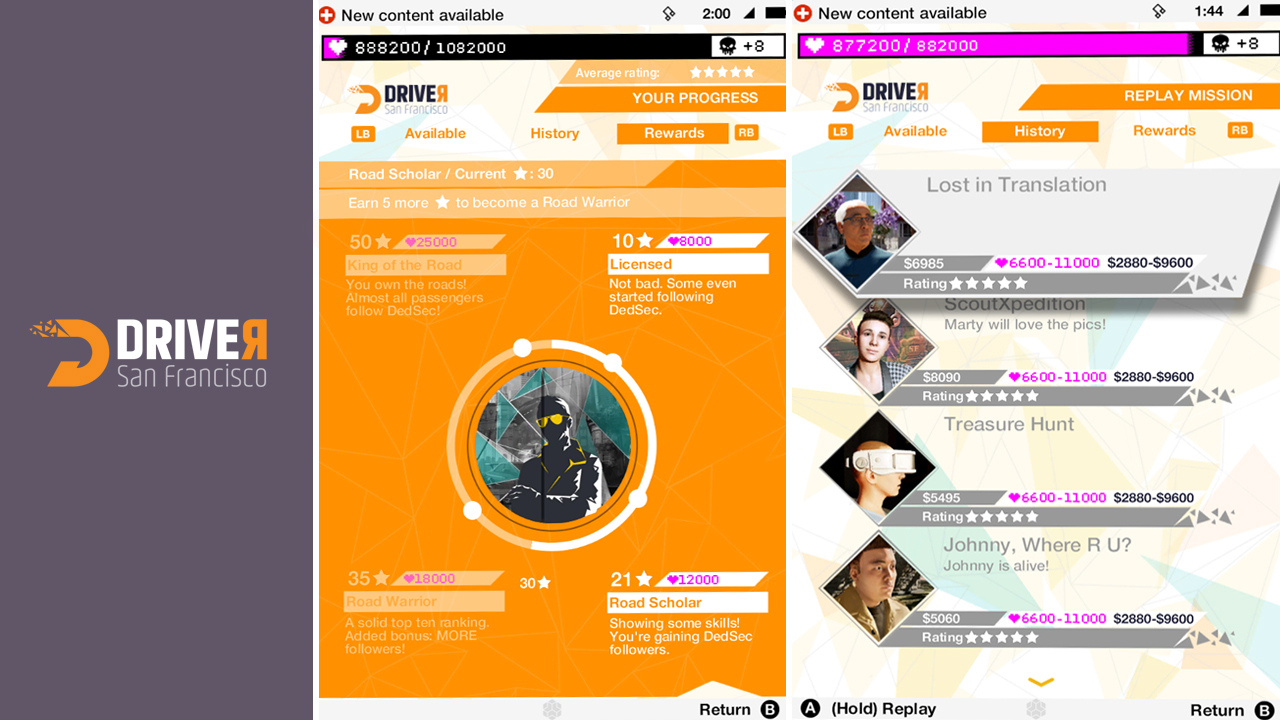 DRIVEЯ
San Francisco
New content available
2:00
888200/1082000
+8
Average rating:
DRIVEЯ
San Francisco
YOUR PROGRESS
LB
Available
History
Rewards
RB
Road Scholar / Current ★: 30
Earn 5 more ★ to become a Road Warrior
50★ ♥25000
King of the Road
You own the roads!
Almost all passengers
follow DedSec!
10★ ♥8000
Licensed
Not bad. Some even
started following
DedSec.
35★ ♥18000
Road Warrior
A solid top ten ranking.
Added bonus: MORE
followers!
30★
21★ ♥12000
Road Scholar
Showing some skills!
You're gaining DedSec
followers.
Return B
New content available
1:44
877200/882000
+8
DRIVEЯ
San Francisco
REPLAY MISSION
LB
Available
History
Rewards
RB
Lost in Translation
$6985 ♥6600-11000 $2880-$9600
Rating★★★★★
ScoutXpedition
Marty will love the pics!
$8090 ♥6600-11000 $2880-$9600
Rating★★★★★
Treasure Hunt
$5495 ♥6600-11000 $2880-$9600
Rating★★★★★
Johnny, Where R U?
Johnny is alive!
$5060 ♥6600-11000 $2880-$9600
Rating★★★★★
A (Hold) Replay
Return B